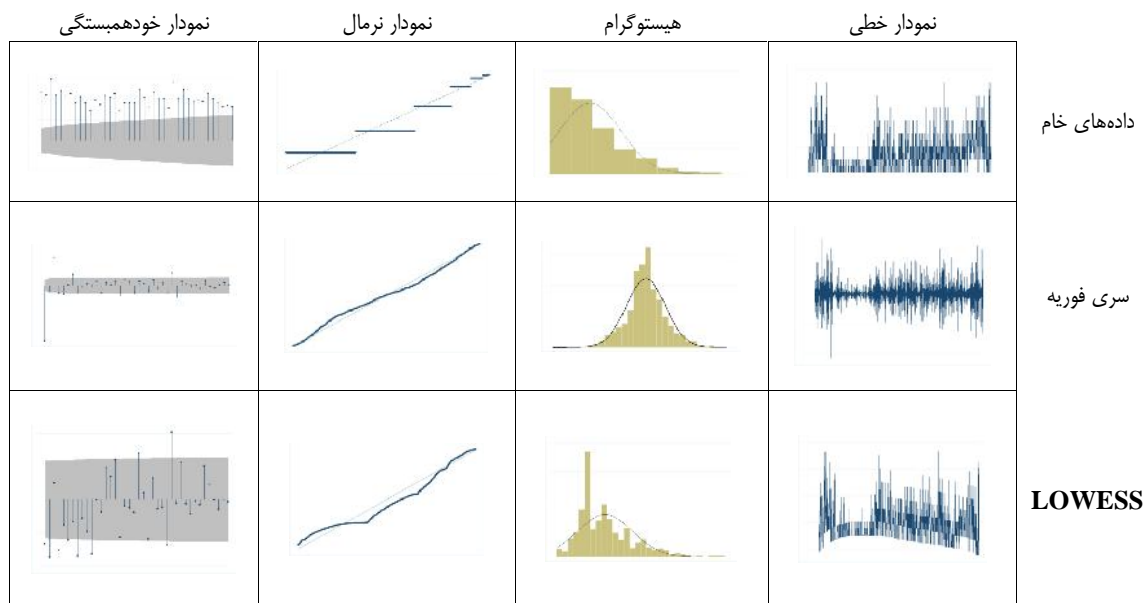 نمودار خطی
هیستوگرام
نمودار نرمال
نمودار خودهمبستگی
داده‌های خام
سری فوریه
LOWESS